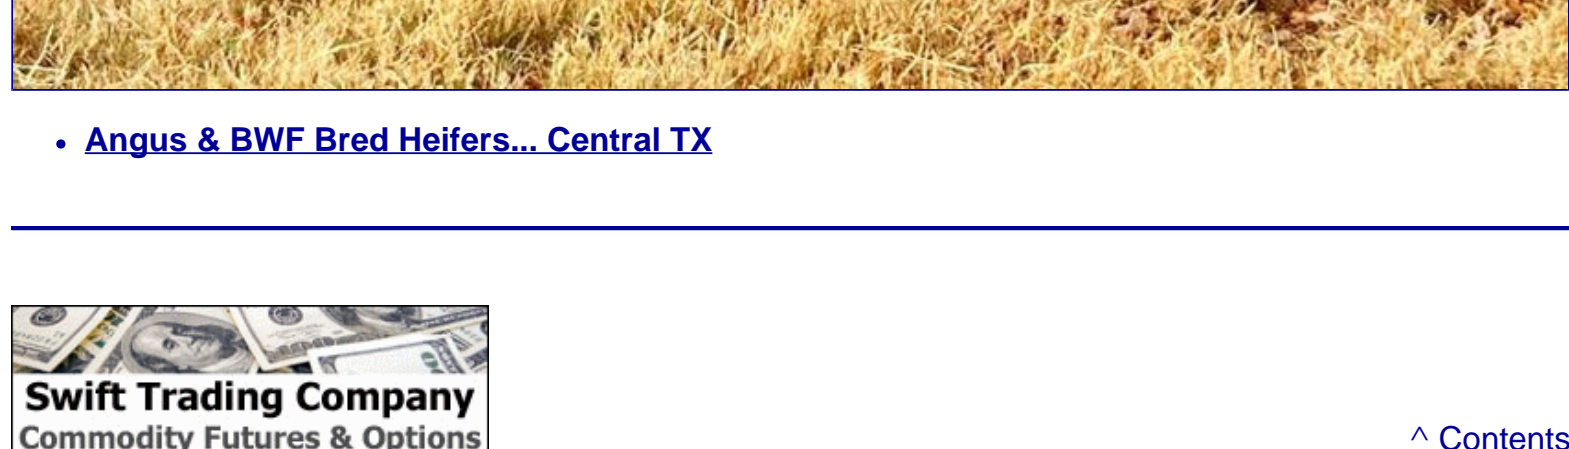 Angus & BWF Bred Heifers... Central TX
Swift Trading Company
Commodity Futures & Options
^ Contents